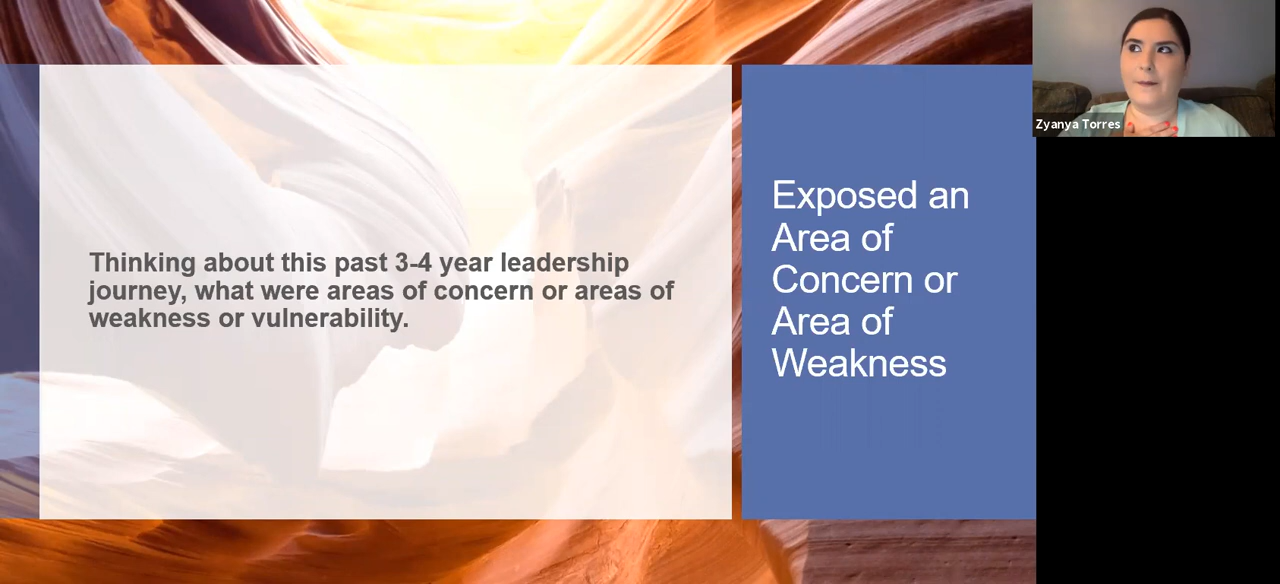 Thinking about this past 3-4 year leadership
journey, what were areas of concern or areas of
weakness or vulnerability.
Exposed an
Area of
Concern or
Area of
Weakness
Zyanya Torres